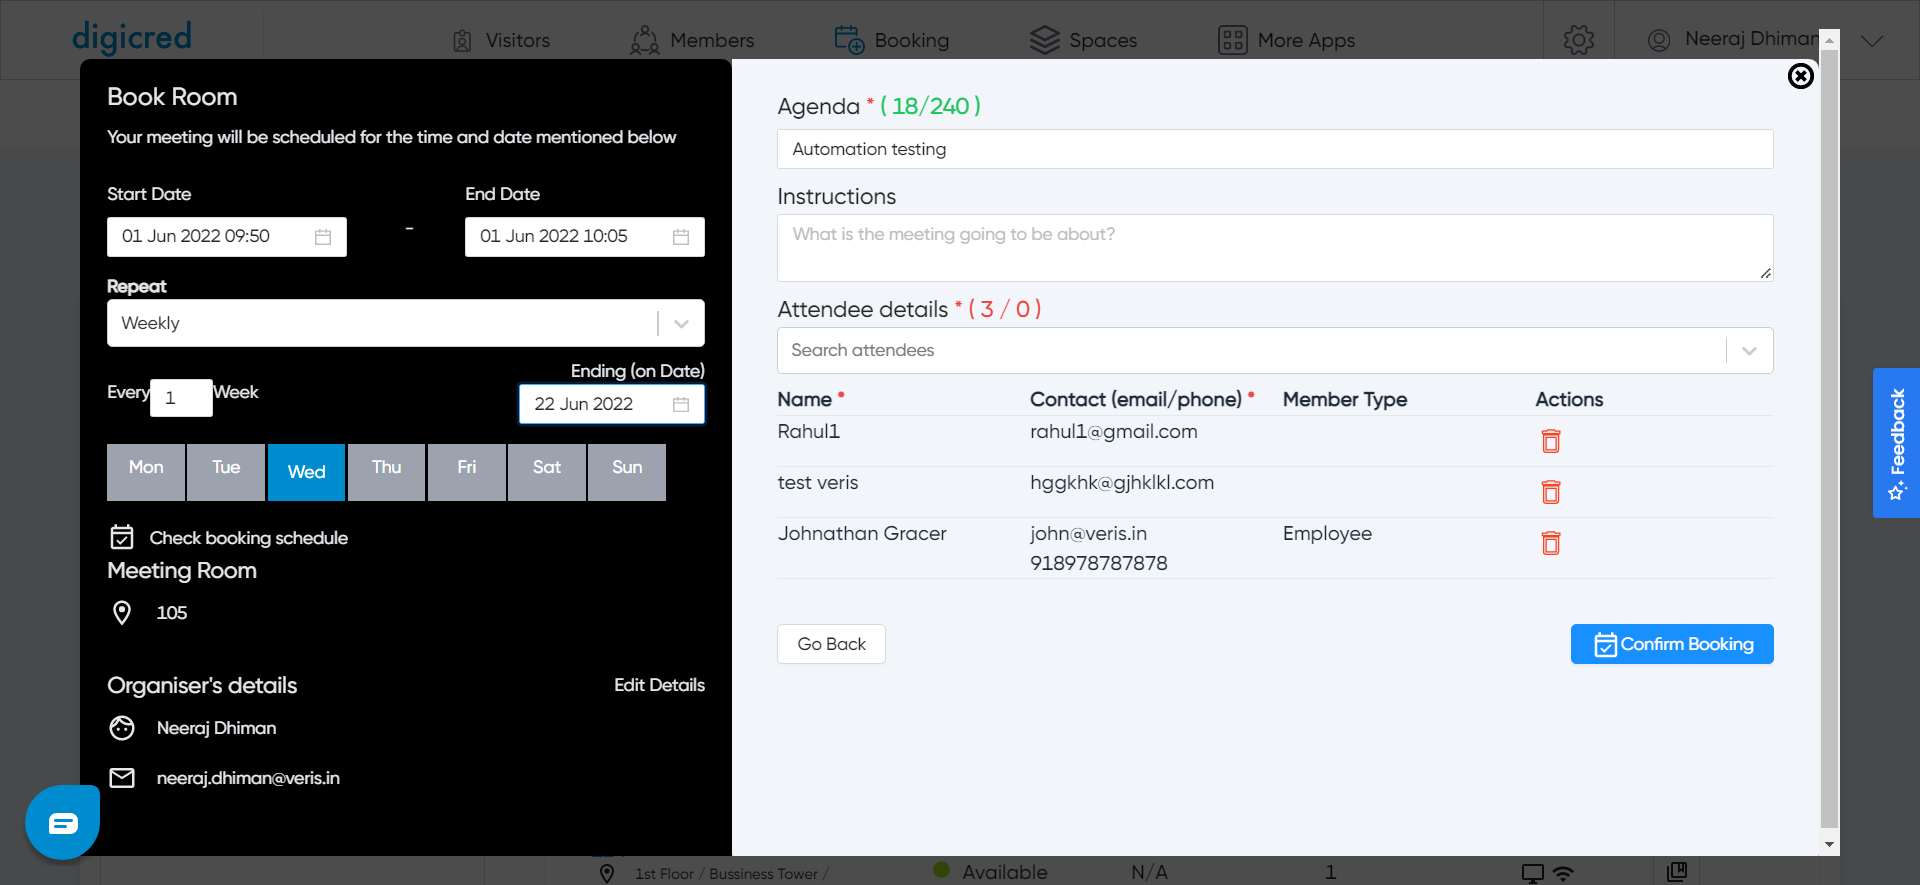 digicred
Visitors
Members
Booking
Spaces
More Apps
Neeraj Dhiman
Book Room
Your meeting will be scheduled for the time and date mentioned below
Start Date
End Date
01 Jun 2022 09:50
-
01 Jun 2022 10:05
Repeat
Weekly
Ending (on Date)
Every 1 Week
22 Jun 2022
Mon Tue Wed Thu Fri Sat Sun
Check booking schedule
Meeting Room
105
Organiser's details
Edit Details
Neeraj Dhiman
neeraj.dhiman@veris.in
Agenda * ( 18/240 )
Automation testing
Instructions
What is the meeting going to be about?
Attendee details * ( 3 / 0 )
Search attendees
Name * Contact (email/phone) * Member Type Actions
Rahul1 rahul1@gmail.com
test veris hggkhk@gjhklkl.com
Johnathan Gracer john@veris.in Employee
918978787878
Go Back
Confirm Booking
Feedback
1st Floor / Bussiness Tower /
Available
N/A
1